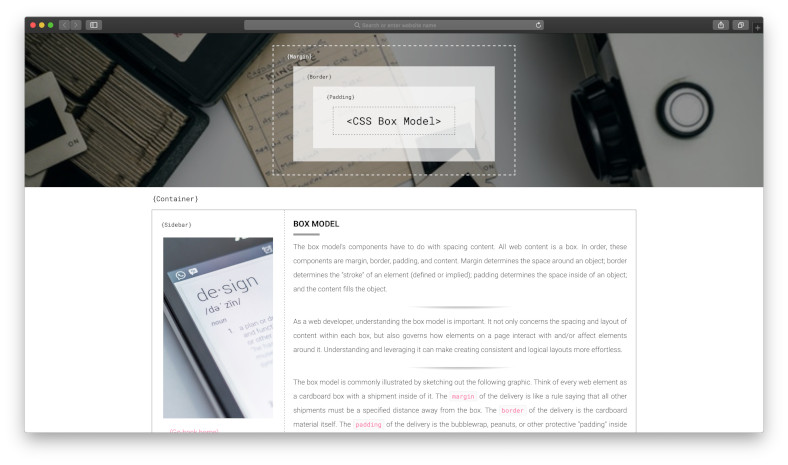 Search or enter website name
{Margin}
{Border}
{Padding}
<CSS Box Model>
ON
ON
{Container}
{Sidebar}
de·sign
/dəˈzīn/
noun
1 a plan or d
and funct
or other
BOX MODEL
The box model's components have to do with spacing content. All web content is a box. In order, these
components are margin, border, padding, and content. Margin determines the space around an object; border
determines the "stroke" of an element (defined or implied); padding determines the space inside of an object;
and the content fills the object.
As a web developer, understanding the box model is important. It not only concerns the spacing and layout of
content within each box, but also governs how elements on a page interact with and/or affect elements
around it. Understanding and leveraging it can make creating consistent and logical layouts more effortless.
The box model is commonly illustrated by sketching out the following graphic. Think of every web element as
a cardboard box with a shipment inside of it. The margin of the delivery is like a rule saying that all other
shipments must be a specified distance away from the box. The border of the delivery is the cardboard
material itself. The padding of the delivery is the bubblewrap, peanuts, or other protective "padding" inside